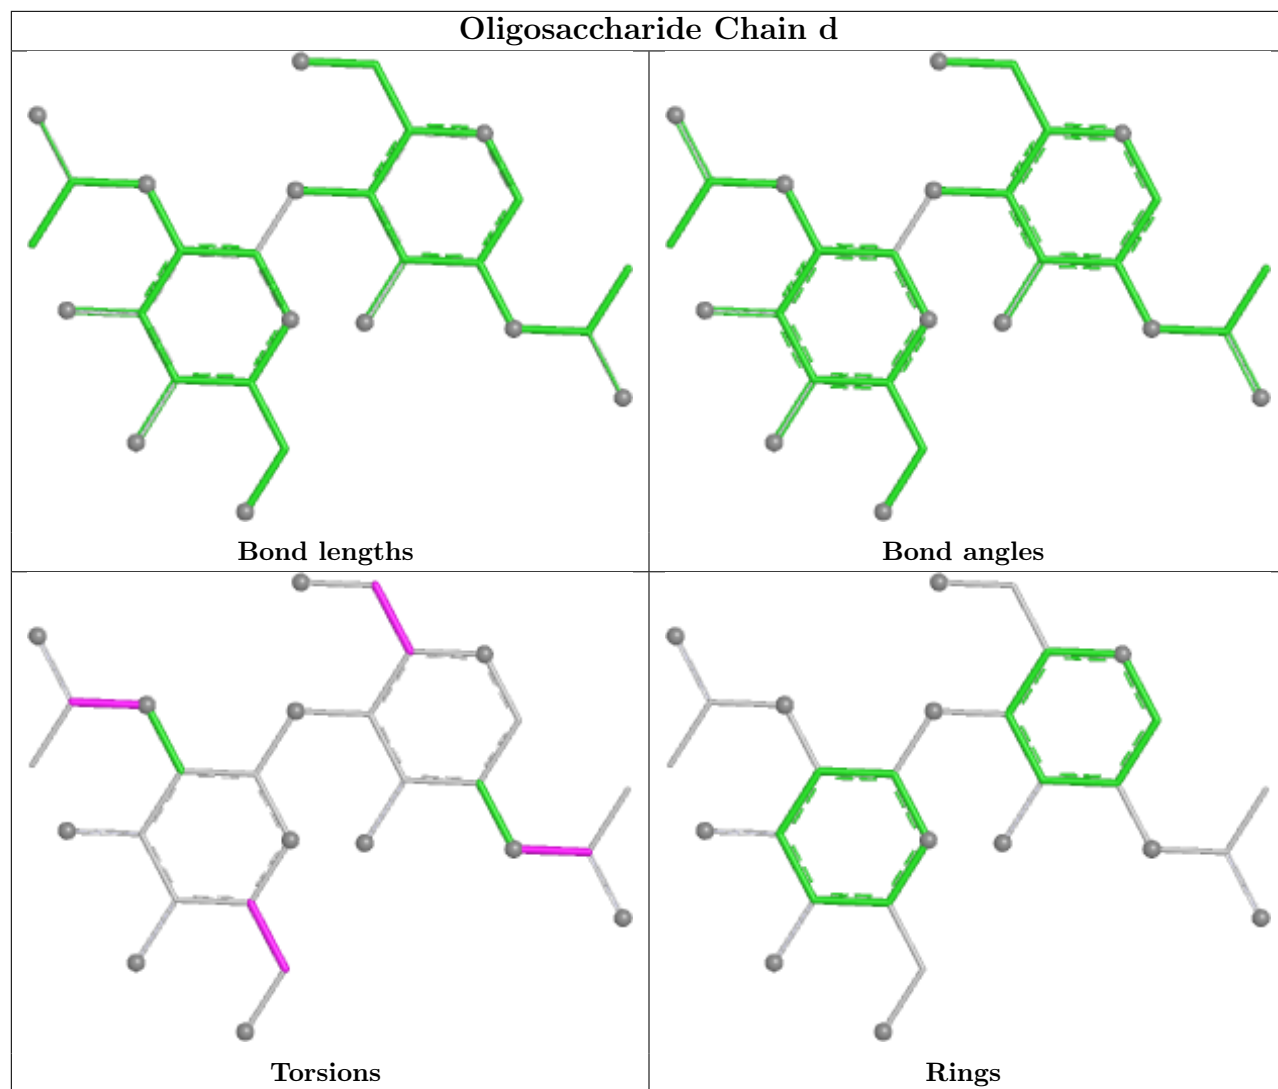 Oligosaccharide Chain d
Bond lengths
Bond angles
Torsions
Rings